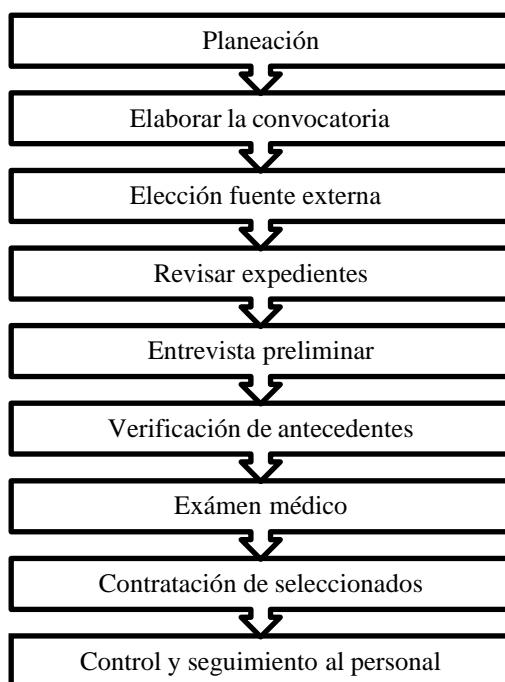 Planeación
Elaborar la convocatoria
Elección fuente externa
Revisar expedientes
Entrevista preliminar
Verificación de antecedentes
Exámen médico
Contratación de seleccionados
Control y seguimiento al personal